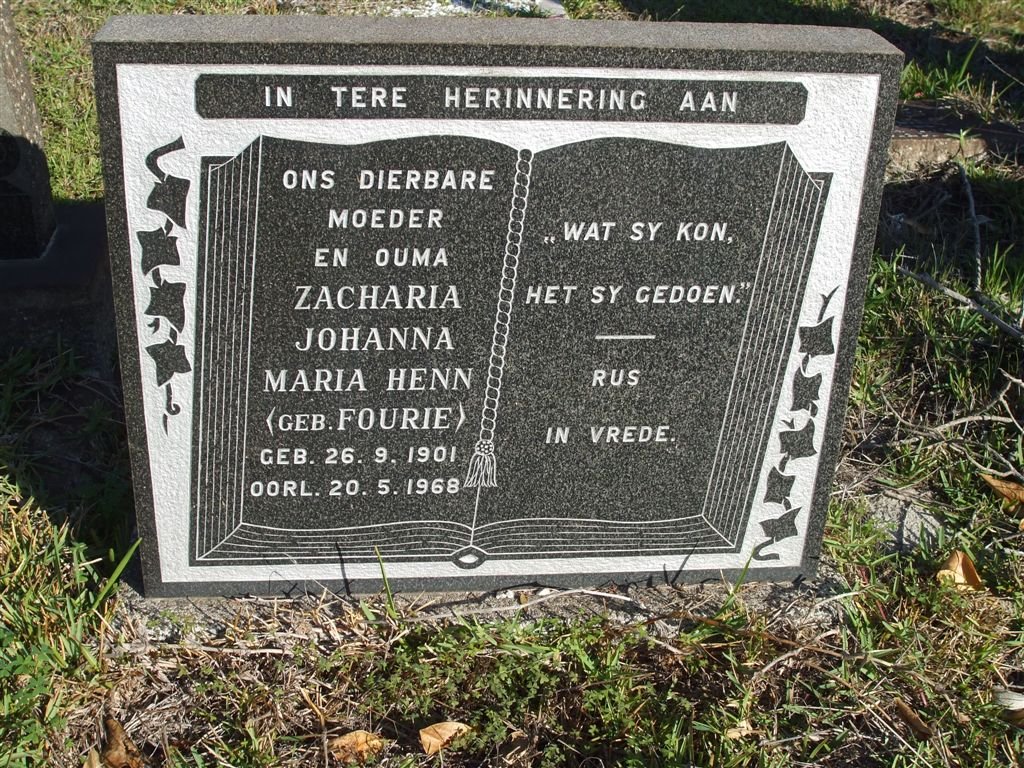 IN TERE HERINNERING AAN
ONS DIERBARE
MOEDER
EN OUMA
ZACHARIA
JOHANNA
MARIA HENN
(GEB. FOURIE)
GEB. 26. 9. 1901
OORL. 20. 5. 1968
„WAT SY KON,
HET SY GEDOEN.”
RUS
IN VREDE.